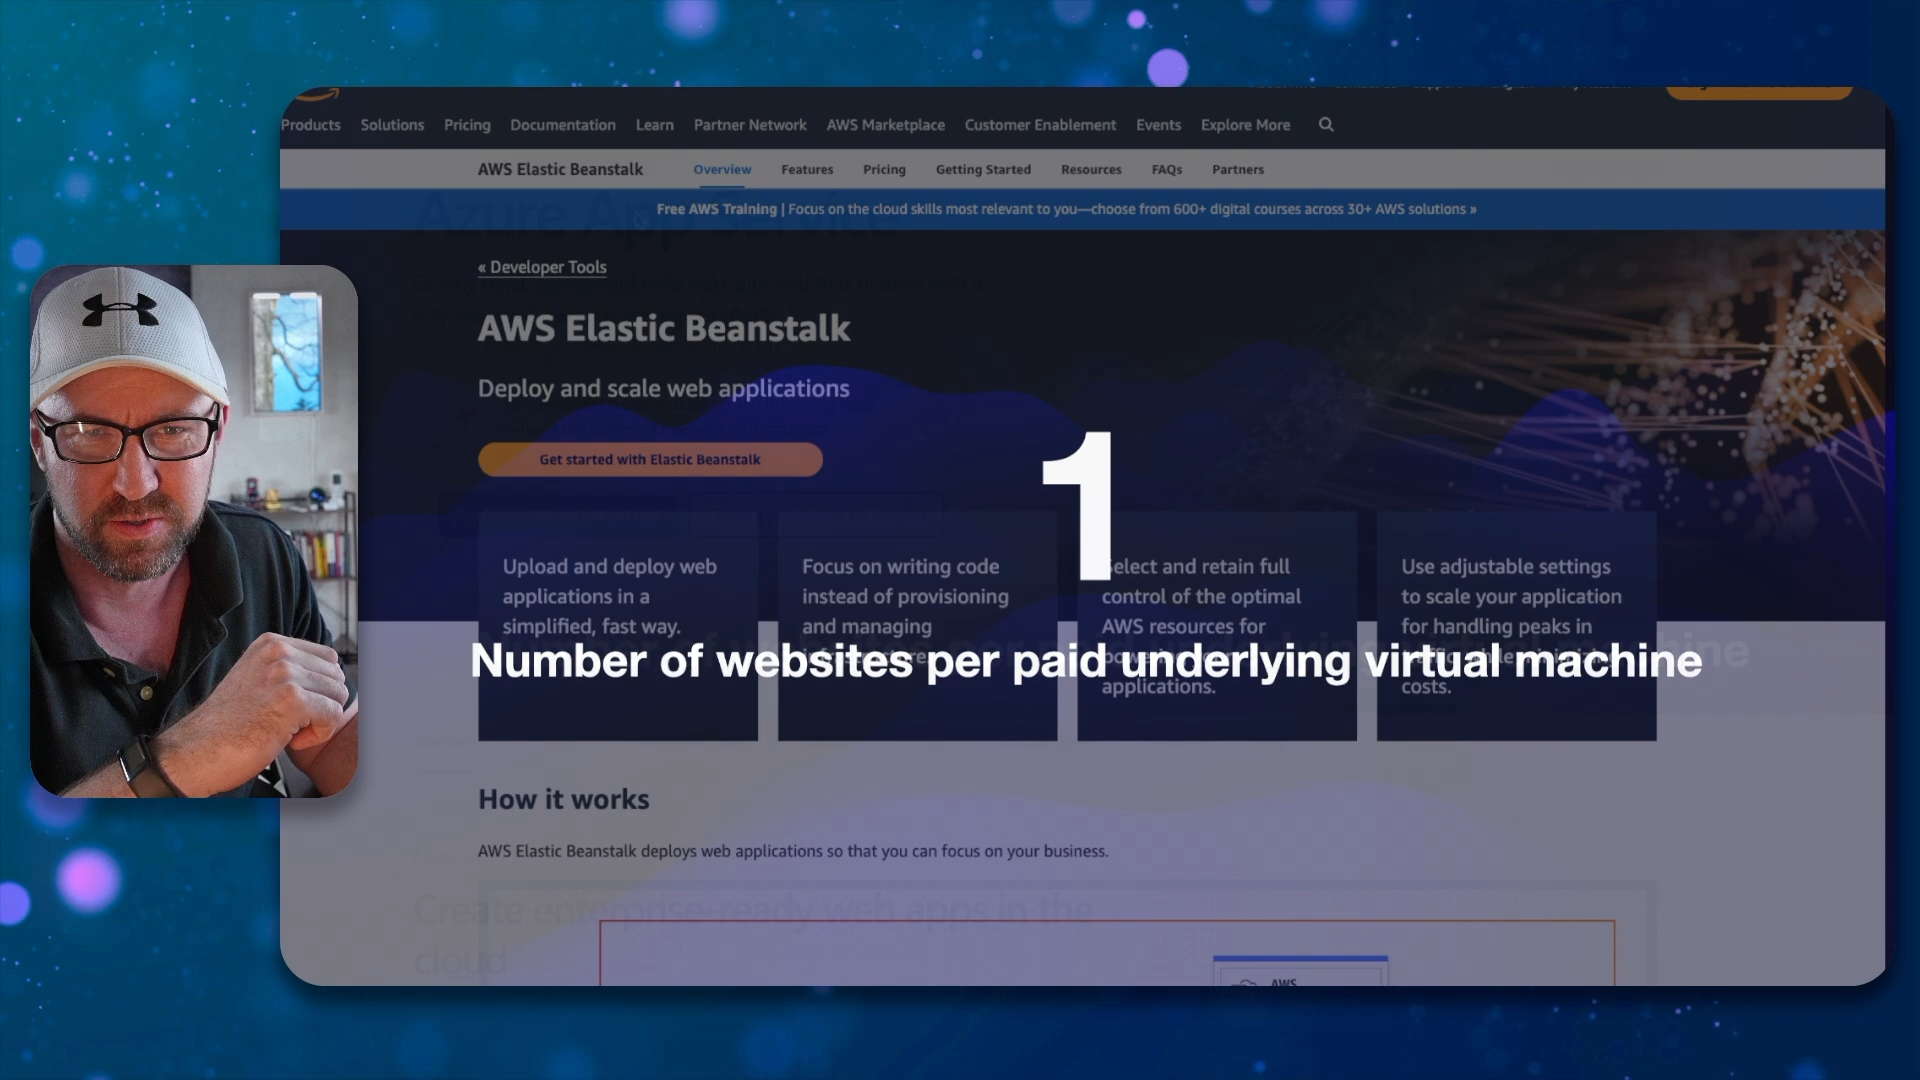 Products Solutions Pricing Documentation Learn Partner Network AWS Marketplace Customer Enablement Events Explore More
AWS Elastic Beanstalk Overview Features Pricing Getting Started Resources FAQs Partners
Azure App Service
Free AWS Training | Focus on the cloud skills most relevant to you—choose from 600+ digital courses across 30+ AWS solutions »
« Developer Tools
AWS Elastic Beanstalk
Deploy and scale web applications
Get started with Elastic Beanstalk
1
Upload and deploy web
applications in a
simplified, fast way.
Focus on writing code
instead of provisioning
and managing
infrastructure.
Select and retain full
control of the optimal
AWS resources for
powering your
applications.
Use adjustable settings
to scale your application
for handling peaks in
costs.
Number of websites per paid underlying virtual machine
How it works
AWS Elastic Beanstalk deploys web applications so that you can focus on your business.
Create enterprise-ready web apps in the
cloud
AWS